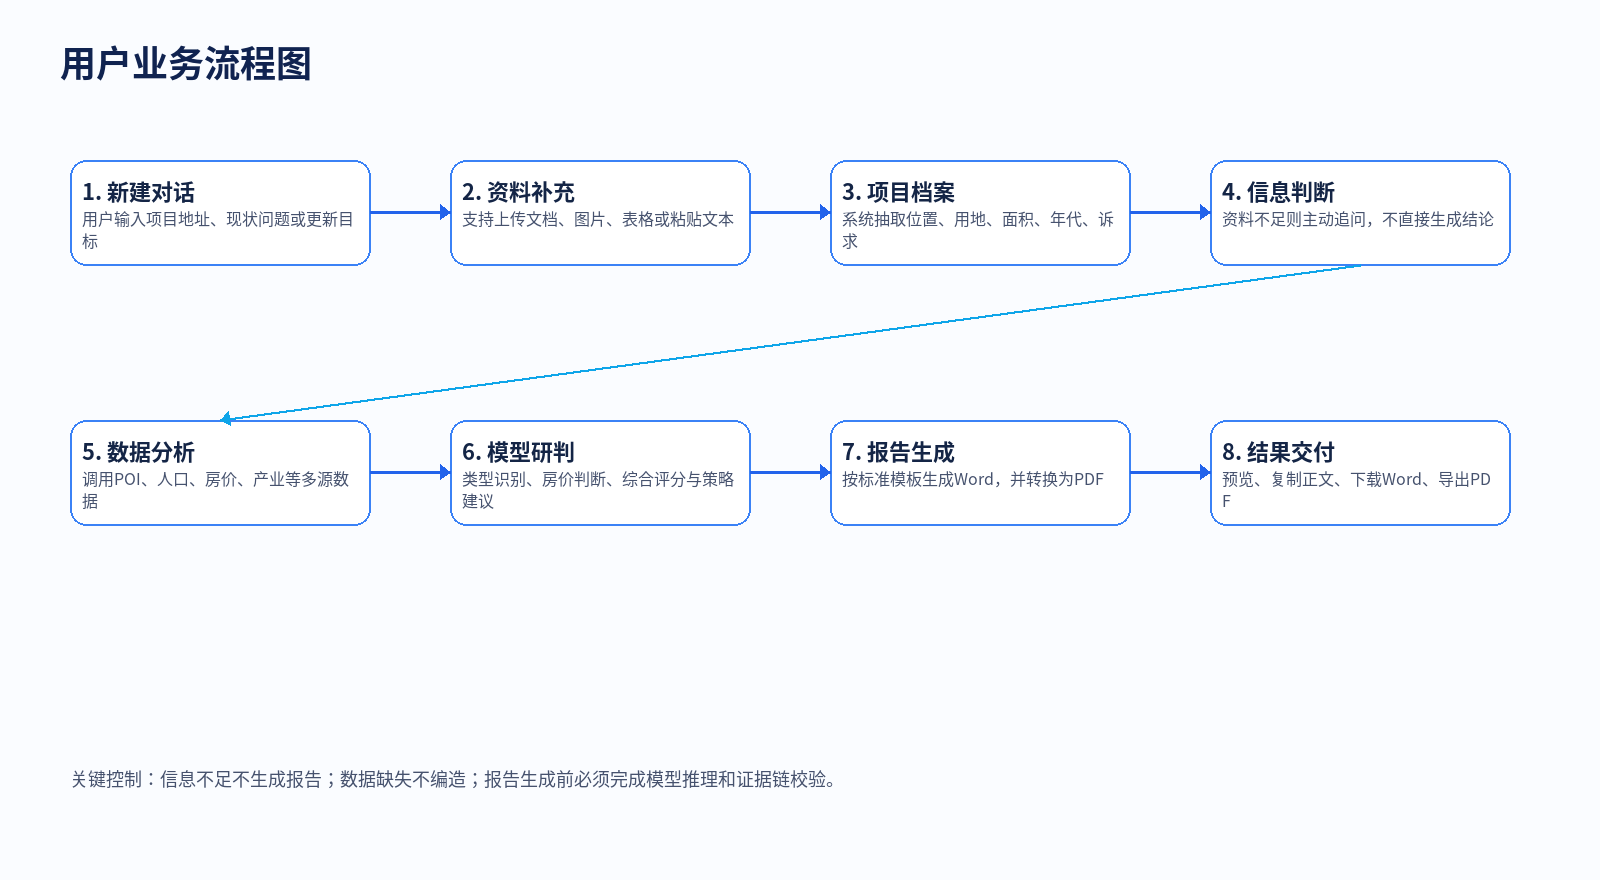 用户业务流程图
1. 新建对话
用户输入项目地址、现状问题或更新目
标
2. 资料补充
支持上传文档、图片、表格或粘贴文本
3. 项目档案
系统抽取位置、用地、面积、年代、诉
求
4. 信息判断
资料不足则主动追问，不直接生成结论
5. 数据分析
调用POI、人口、房价、产业等多源数
据
6. 模型研判
类型识别、房价判断、综合评分与策略
建议
7. 报告生成
按标准模板生成Word，并转换为PDF
8. 结果交付
预览、复制正文、下载Word、导出PD
F
关键控制：信息不足不生成报告；数据缺失不编造；报告生成前必须完成模型推理和证据链校验。